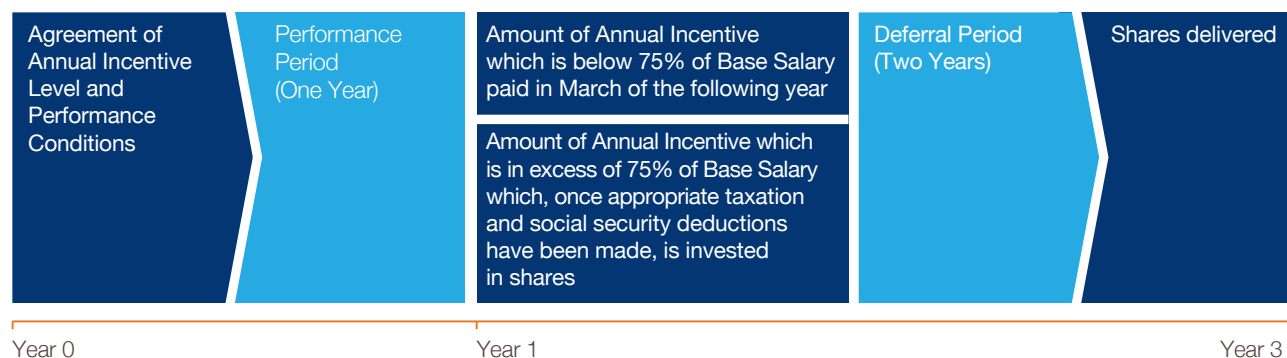 Agreement of
Annual Incentive
Level and
Performance
Conditions
Performance
Period
(One Year)
Amount of Annual Incentive
which is below 75% of Base Salary
paid in March of the following year
Amount of Annual Incentive which
is in excess of 75% of Base Salary
which, once appropriate taxation
and social security deductions
have been made, is invested
in shares
Deferral Period
(Two Years)
Shares delivered
Year 0
Year 1
Year 3